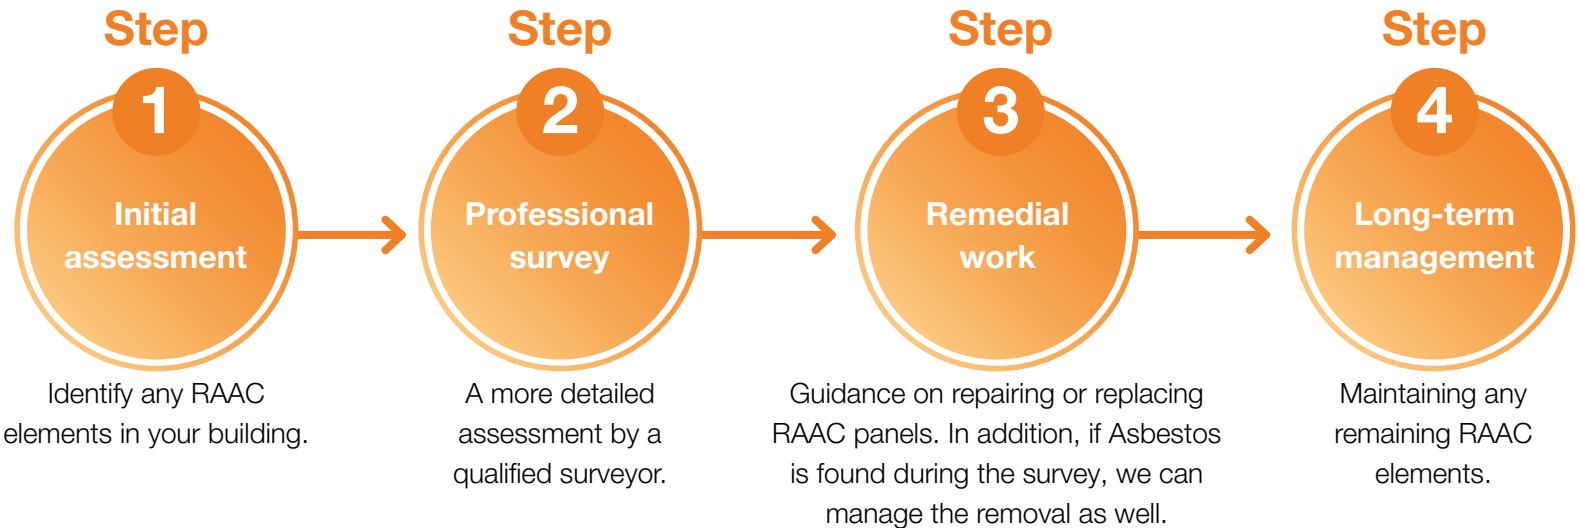 Step
1
Initial
assessment
Identify any RAAC
elements in your building.
Step
2
Professional
survey
A more detailed
assessment by a
qualified surveyor.
Step
3
Remedial
work
Guidance on repairing or replacing
RAAC panels. In addition, if Asbestos
is found during the survey, we can
manage the removal as well.
Step
4
Long-term
management
Maintaining any
remaining RAAC
elements.